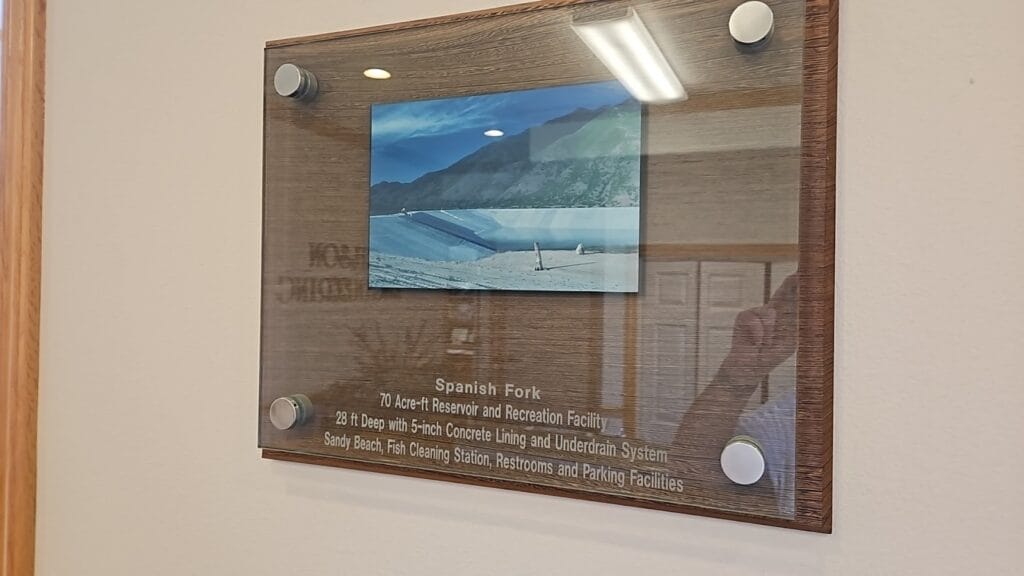 Spanish Fork
70 Acre-ft Reservoir and Recreation Facility
28 ft Deep with 5-inch Concrete Lining and Underdrain System
Sandy Beach, Fish Cleaning Station, Restrooms and Parking Facilities